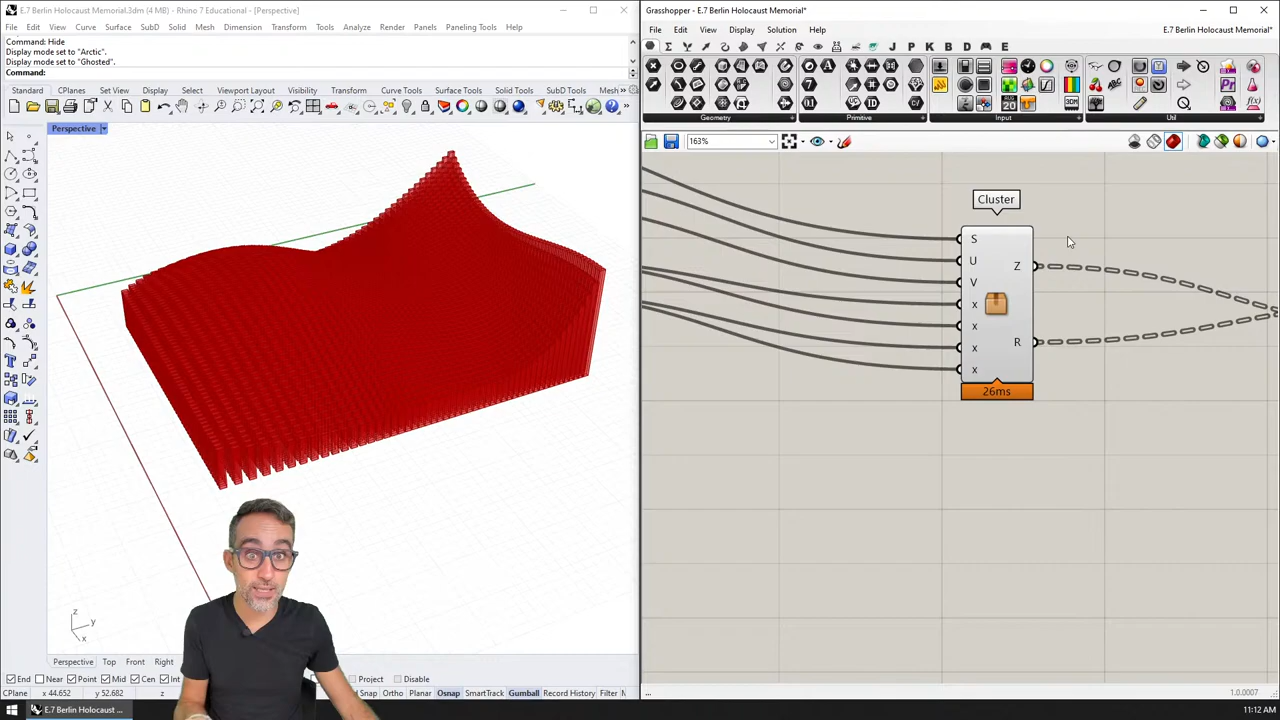 E.7 Berlin Holocaust Memorial.3dm (4 MB) - Rhino 7 Educational - [Perspective]
File Edit View Curve Surface SubD Solid Mesh Dimension Transform Tools Analyze Render Panels Paneling Tools Help
Command: Hide
Display mode set to "Arctic".
Display mode set to "Ghosted".
Command:
Standard CPlanes Set View Display Select Viewport Layout Visibility Transform Curve Tools Surface Tools Solid Tools SubD Tools Mesh
Perspective
z
y
x
Perspective Top Front Right
End Near Point Mid Cen Int Project Disable
CPlane x 44.652 y 52.682 z Snap Ortho Planar Osnap SmartTrack Gumball Record History Filter
E.7 Berlin Holocaust ...
Grasshopper - E.7 Berlin Holocaust Memorial*
File Edit View Display Solution Help
E.7 Berlin Holocaust Memorial*
J P K B D E
Geometry Primitive Input Util
163%
Cluster
S
U
V
x
x
x
x
Z
R
26ms
...
1.0.0007
11:12 AM